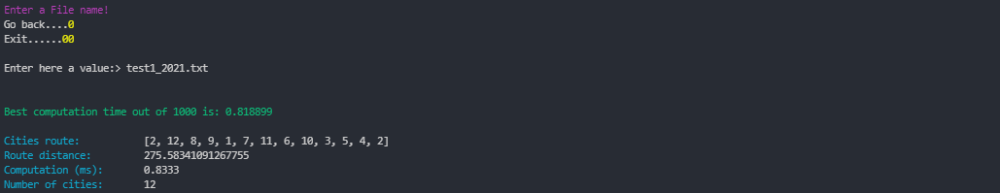 Enter a File name!
Go back....0
Exit......00
Enter here a value:> test1_2021.txt
Best computation time out of 1000 is: 0.818899
Cities route: [2, 12, 8, 9, 1, 7, 11, 6, 10, 3, 5, 4, 2]
Route distance: 275.58341091267755
Computation (ms): 0.8333
Number of cities: 12